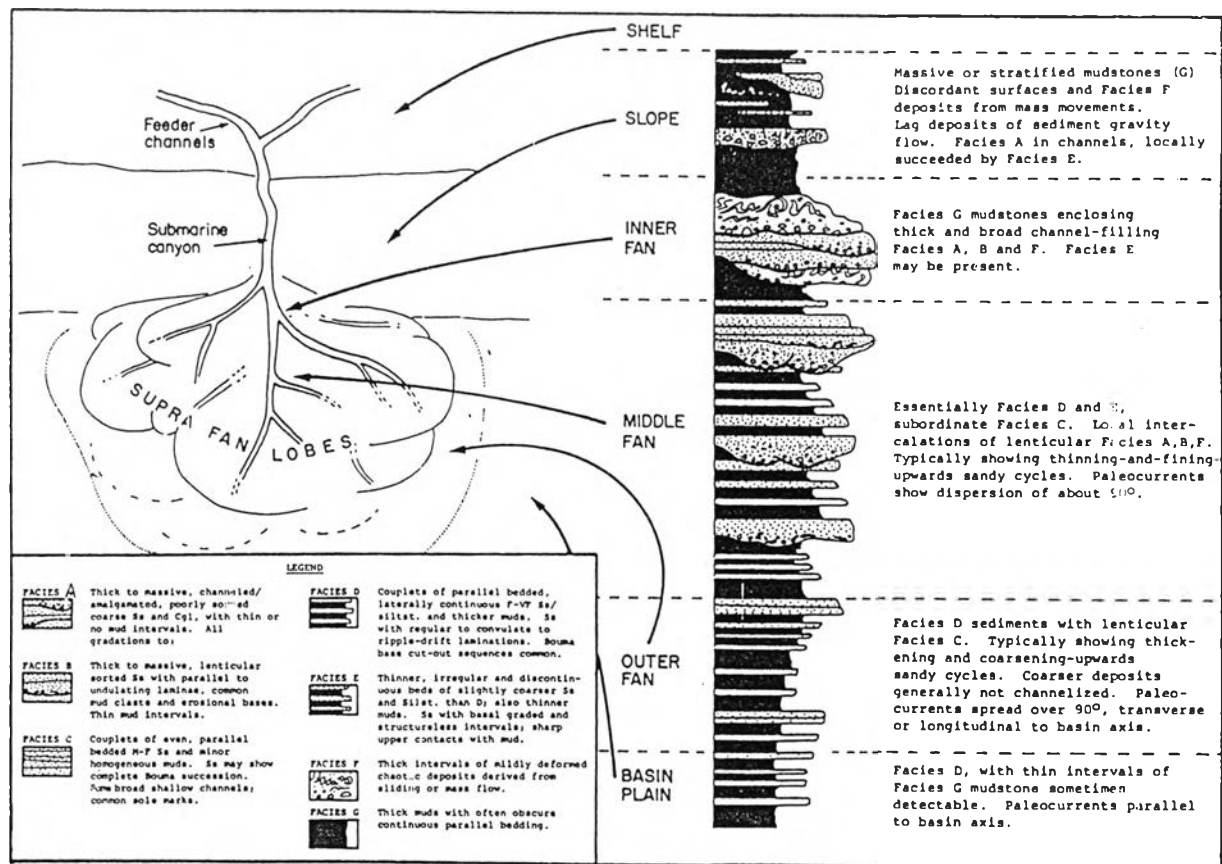 SHELF
Feeder
channels
SLOPE
Submarine
canyon
INNER
FAN
SUPRA FAN LOBES
MIDDLE
FAN
OUTER
FAN
BASIN
PLAIN
Massive or stratified mudstones (G)
Discordant surfaces and Facies F
deposits from mass movements.
Lag deposits of sediment gravity
flow. Facies A in channels, locally
succeeded by Facies E.
Facies G mudstones enclosing
thick and broad channel-filling
Facies A, B and F. Facies E
may be present.
Essentially Facies D and E,
subordinate Facies C. Local inter-
calations of lenticular Facies A,B,F.
Typically showing thinning-and-fining-
upwards sandy cycles. Paleocurrents
show dispersion of about 90°.
Facies D sediments with lenticular
Facies C. Typically showing thick-
ening and coarsening-upwards
sandy cycles. Coarser deposits
generally not channelized. Paleo-
currents spread over 90°, transverse
or longitudinal to basin axis.
Facies D, with thin intervals of
Facies G mudstone sometimen
detectable. Paleocurrents parallel
to basin axis.
LEGEND
FACIES A
Thick to massive, channeled/
amalgamated, poorly sorted
coarse Ss and Cgl, with thin or
no mud intervals. All
gradations to:
FACIES B
Thick to massive, lenticular
sorted Ss with parallel to
undulating laminae, common
mud clasts and erosional bases.
Thin mud intervals.
FACIES C
Couplets of even, parallel
bedded M-F Ss and minor
homogeneous muds. Ss may show
complete Bouma succession.
Some broad shallow channels;
common sole marks.
FACIES D
Couplets of parallel bedded,
laterally continuous F-VF Ss/
siltst. and thicker muds. Ss
with regular to convulate to
ripple-drift laminations. Bouma
base cut-out sequences common.
FACIES E
Thinner, irregular and discontin-
uous beds of slightly coarser Ss
and Silst. than D; also thinner
muds. Ss with basal graded and
structureless intervals; sharp
upper contacts with mud.
FACIES F
Thick intervals of mildly deformed
chaotic deposits derived from
sliding or mass flow.
FACIES G
Thick muds with often obscure
continuous parallel bedding.